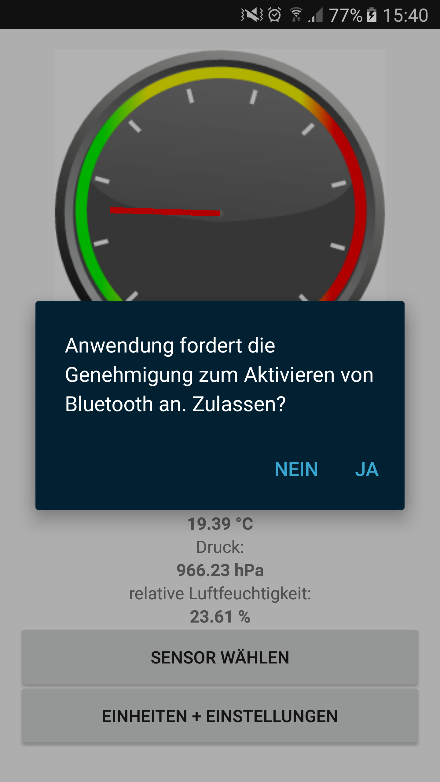 77% 15:40
Anwendung fordert die
Genehmigung zum Aktivieren von
Bluetooth an. Zulassen?
NEIN JA
19.39 °C
Druck:
966.23 hPa
relative Luftfeuchtigkeit:
23.61 %
SENSOR WÄHLEN
EINHEITEN + EINSTELLUNGEN